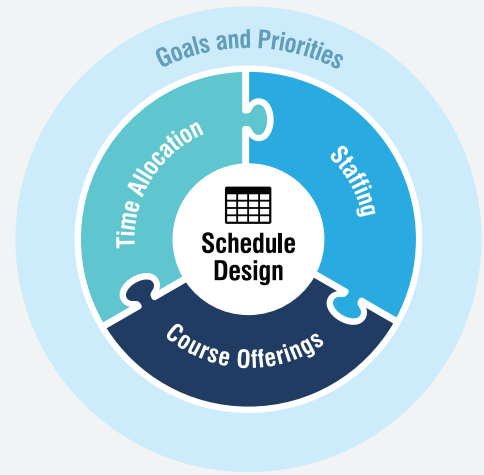 Goals and Priorities
Time Allocation
Staffing
Schedule
Design
Course Offerings